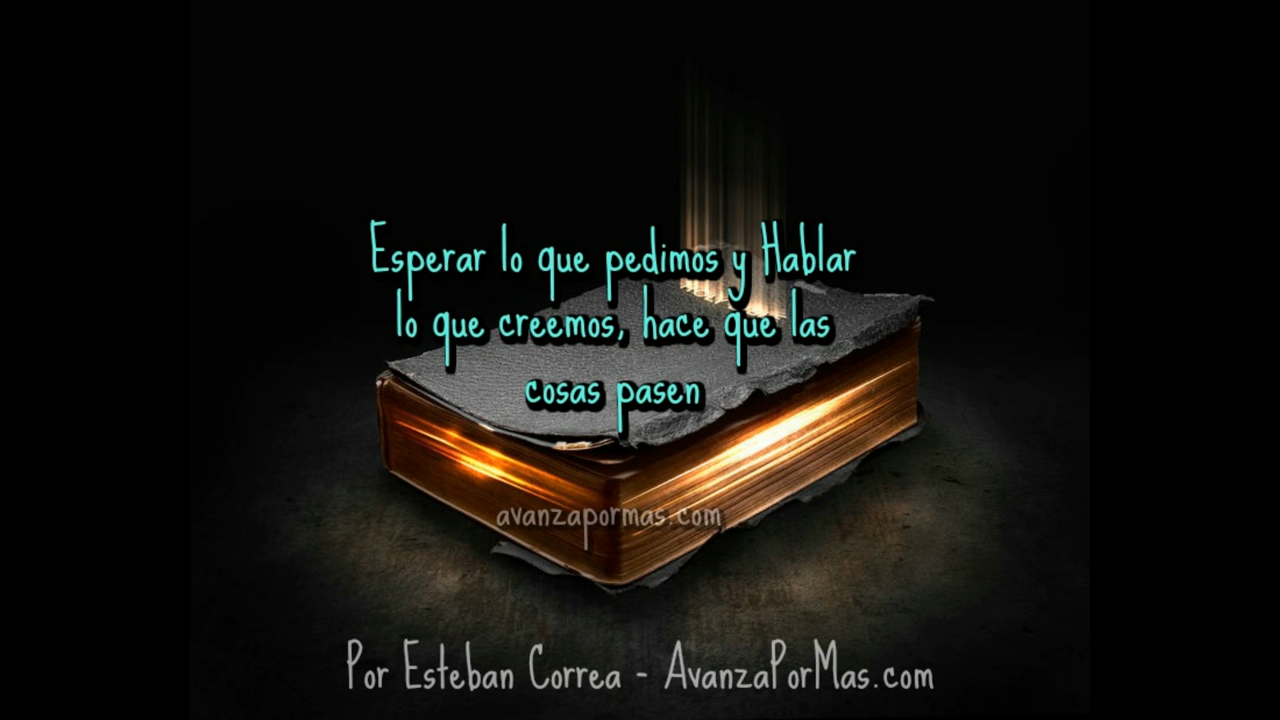 Esperar lo que pedimos y Hablar
lo que creemos, hace que las
cosas pasen
avanzapormas.com
Por Esteban Correa - AvanzaPorMas.com